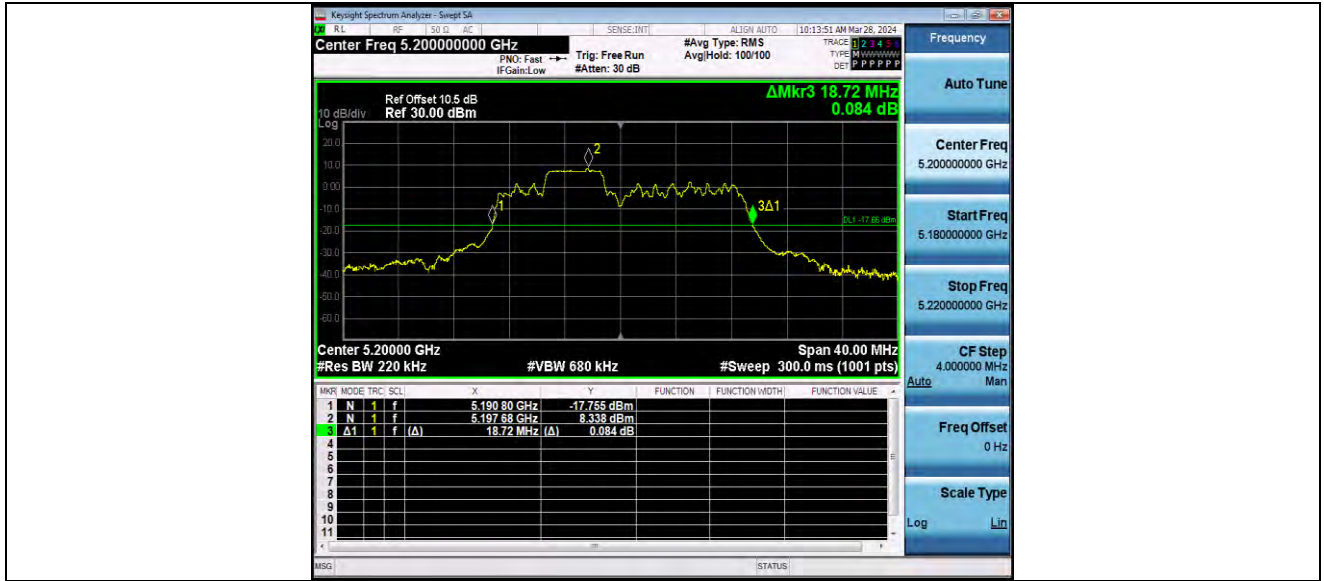 Keysight Spectrum Analyzer - Swept SA
RL RF 50 Ω AC SENSE:INT ALIGN AUTO 10:13:51 AM Mar 28, 2024
Center Freq 5.200000000 GHz #Avg Type: RMS TRACE 1 2 3 4 5 6
PNO: Fast Trig: Free Run Avg|Hold: 100/100 TYPE M
IFGain:Low #Atten: 30 dB DET P P P P P P
Frequency
ΔMkr3 18.72 MHz
0.084 dB
Ref Offset 10.5 dB
10 dB/div Ref 30.00 dBm
Log
20.0
10.0
0.00
-10.0
-20.0
-30.0
-40.0
-50.0
-60.0
2
1
3Δ1
DL1 -17.66 dBm
Center 5.20000 GHz Span 40.00 MHz
#Res BW 220 kHz #VBW 680 kHz #Sweep 300.0 ms (1001 pts)
MKR MODE TRC SCL X Y FUNCTION FUNCTION WIDTH FUNCTION VALUE
1 N 1 f 5.190 80 GHz -17.755 dBm
2 N 1 f 5.197 68 GHz 8.338 dBm
3 Δ1 1 f (Δ) 18.72 MHz (Δ) 0.084 dB
4
5
6
7
8
9
10
11
MSG STATUS
Auto Tune
Center Freq
5.200000000 GHz
Start Freq
5.180000000 GHz
Stop Freq
5.220000000 GHz
CF Step
4.000000 MHz
Auto Man
Freq Offset
0 Hz
Scale Type
Log Lin